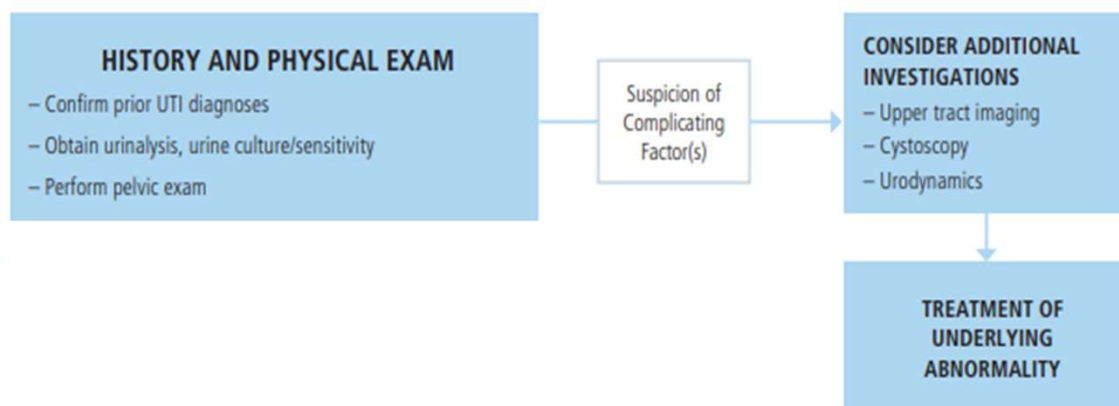 HISTORY AND PHYSICAL EXAM
– Confirm prior UTI diagnoses
– Obtain urinalysis, urine culture/sensitivity
– Perform pelvic exam
Suspicion of
Complicating
Factor(s)
CONSIDER ADDITIONAL
INVESTIGATIONS
– Upper tract imaging
– Cystoscopy
– Urodynamics
TREATMENT OF
UNDERLYING
ABNORMALITY